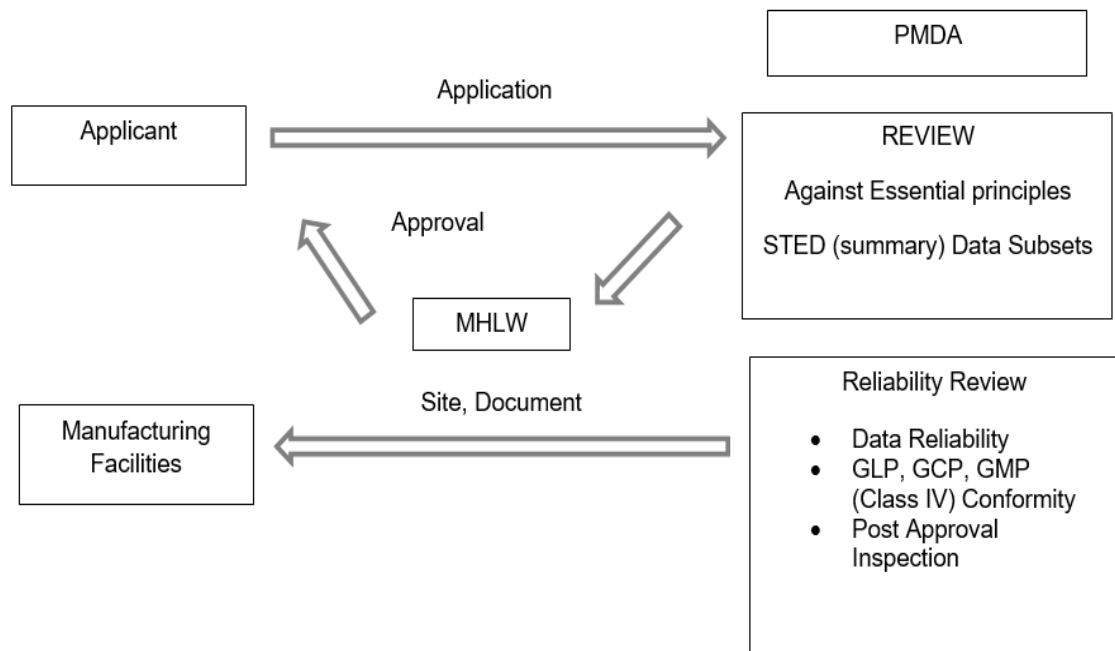 PMDA
Application
Applicant
REVIEW
Against Essential principles
STED (summary) Data Subsets
Approval
MHLW
Reliability Review
Site, Document
Manufacturing
Facilities
• Data Reliability
• GLP, GCP, GMP
(Class IV) Conformity
• Post Approval
Inspection